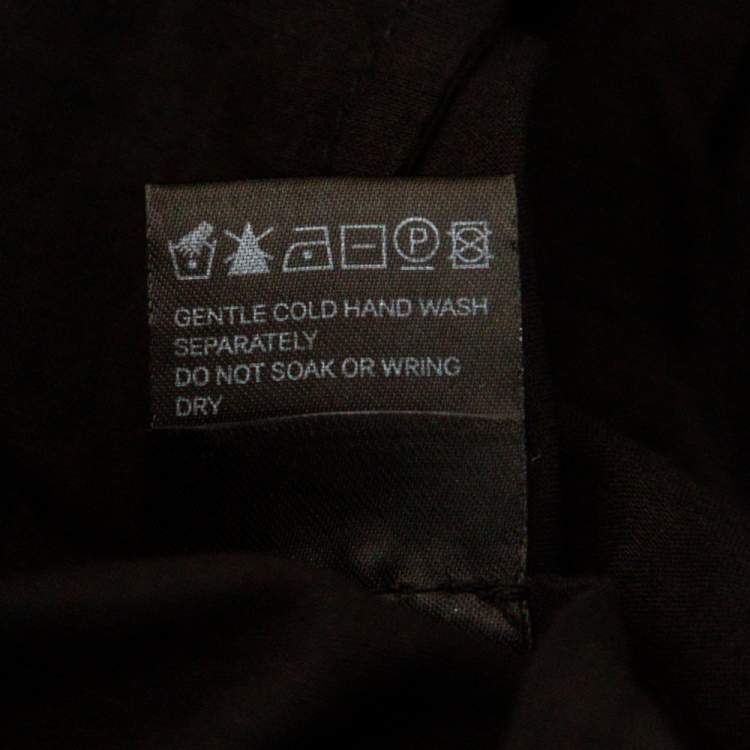 P
GENTLE COLD HAND WASH
SEPARATELY
DO NOT SOAK OR WRING
DRY